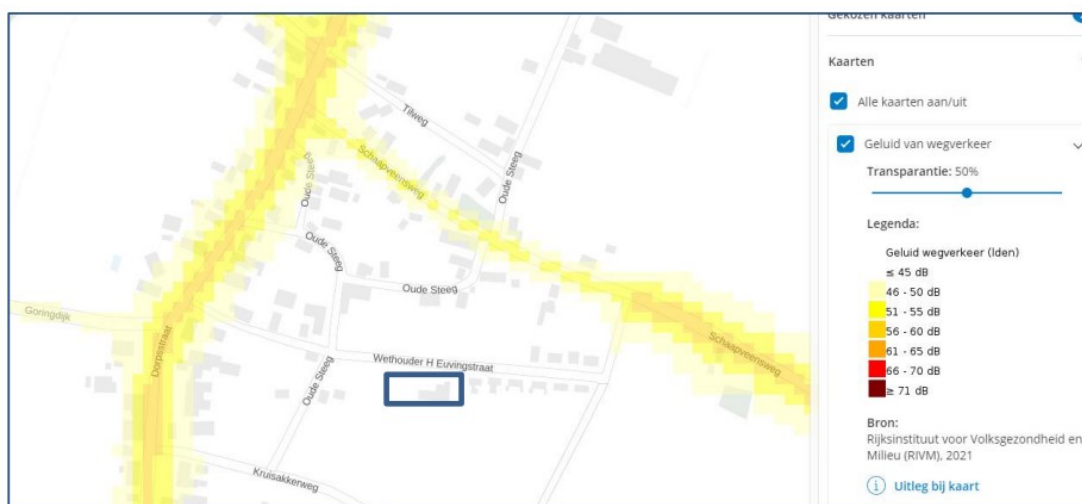 Gekozen kaarten
Kaarten
Alle kaarten aan/uit
Geluid van wegverkeer
Transparantie: 50%
Legenda:
Geluid wegverkeer (lden)
≤ 45 dB
46 - 50 dB
51 - 55 dB
56 - 60 dB
61 - 65 dB
66 - 70 dB
≥ 71 dB
Bron:
Rijksinstituut voor Volksgezondheid en
Milieu (RIVM), 2021
i Uitleg bij kaart
Tilweg
Schaapveensweg
Oude Steeg
Oude Steeg
Oude Steeg
Oude Steeg
Goringdijk
Dorpsstraat
Wethouder H Euvingstraat
Schaapveensweg
Oude Steeg
Kruisakkerweg